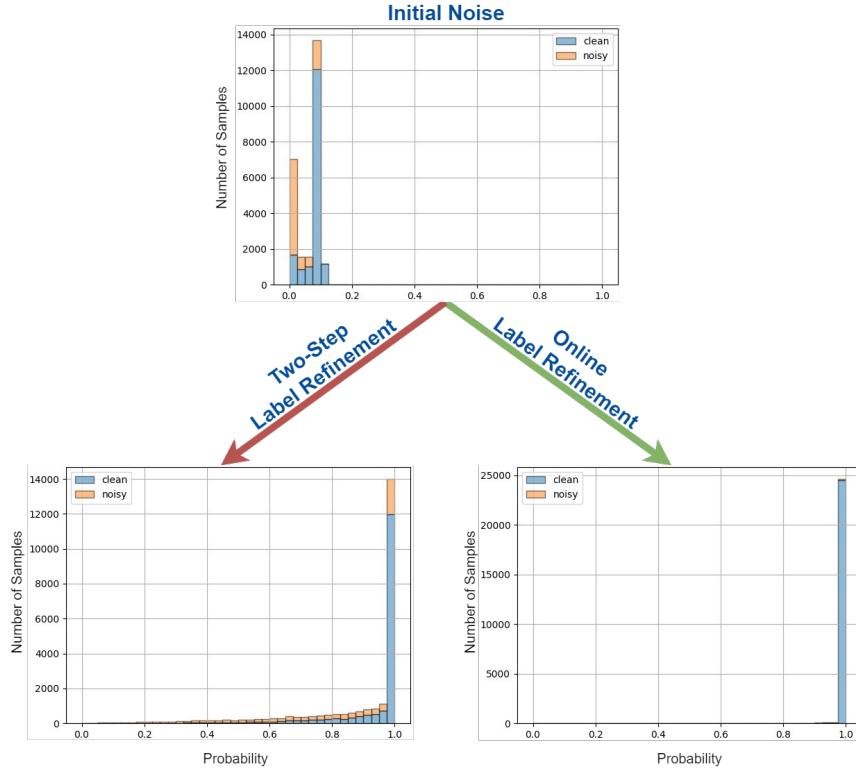 Initial Noise
14000
12000
10000
8000
6000
4000
2000
0
Number of Samples
clean
noisy
0.0 0.2 0.4 0.6 0.8 1.0
Two-Step
Label Refinement
Online
Label Refinement
14000
12000
10000
8000
6000
4000
2000
0
Number of Samples
clean
noisy
0.0 0.2 0.4 0.6 0.8 1.0
Probability
25000
20000
15000
10000
5000
0
Number of Samples
clean
noisy
0.0 0.2 0.4 0.6 0.8 1.0
Probability